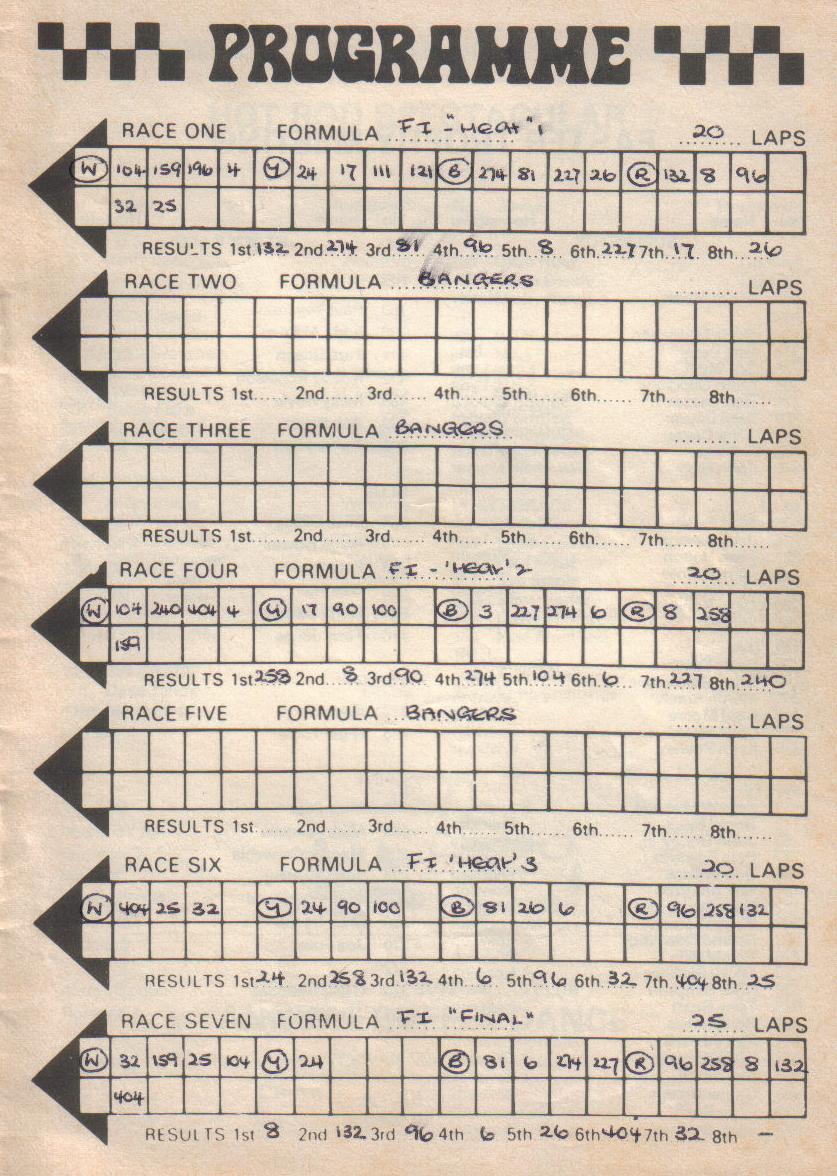 PROGRAMME
RACE ONE FORMULA FI - "Heat" 1 20 LAPS
W 104 159 196 4 Y 24 17 111 121 B 274 81 227 26 R 132 8 96
32 25
RESULTS 1st 132 2nd 274 3rd 81 4th 96 5th 8 6th 227 7th 17 8th 26
RACE TWO FORMULA BANGERS LAPS
RESULTS 1st...... 2nd...... 3rd...... 4th...... 5th...... 6th...... 7th...... 8th......
RACE THREE FORMULA BANGERS LAPS
RESULTS 1st...... 2nd...... 3rd...... 4th...... 5th...... 6th...... 7th...... 8th......
RACE FOUR FORMULA FI - 'Heat' 2 20 LAPS
W 104 240 404 4 Y 17 90 100 B 3 227 274 6 R 8 258
159
RESULTS 1st 258 2nd 8 3rd 90 4th 274 5th 104 6th 6 7th 227 8th 240
RACE FIVE FORMULA BANGERS LAPS
RESULTS 1st...... 2nd...... 3rd...... 4th...... 5th...... 6th...... 7th...... 8th......
RACE SIX FORMULA FI 'Heat' 3 20 LAPS
W 404 25 32 Y 24 90 100 B 81 26 6 R 96 258 132
RESULTS 1st 24 2nd 258 3rd 132 4th 6 5th 96 6th 32 7th 404 8th 25
RACE SEVEN FORMULA FI "FINAL" 25 LAPS
W 32 159 25 104 Y 24 B 81 6 274 227 R 96 258 8 132
404
RESULTS 1st 8 2nd 132 3rd 96 4th 6 5th 26 6th 404 7th 32 8th –